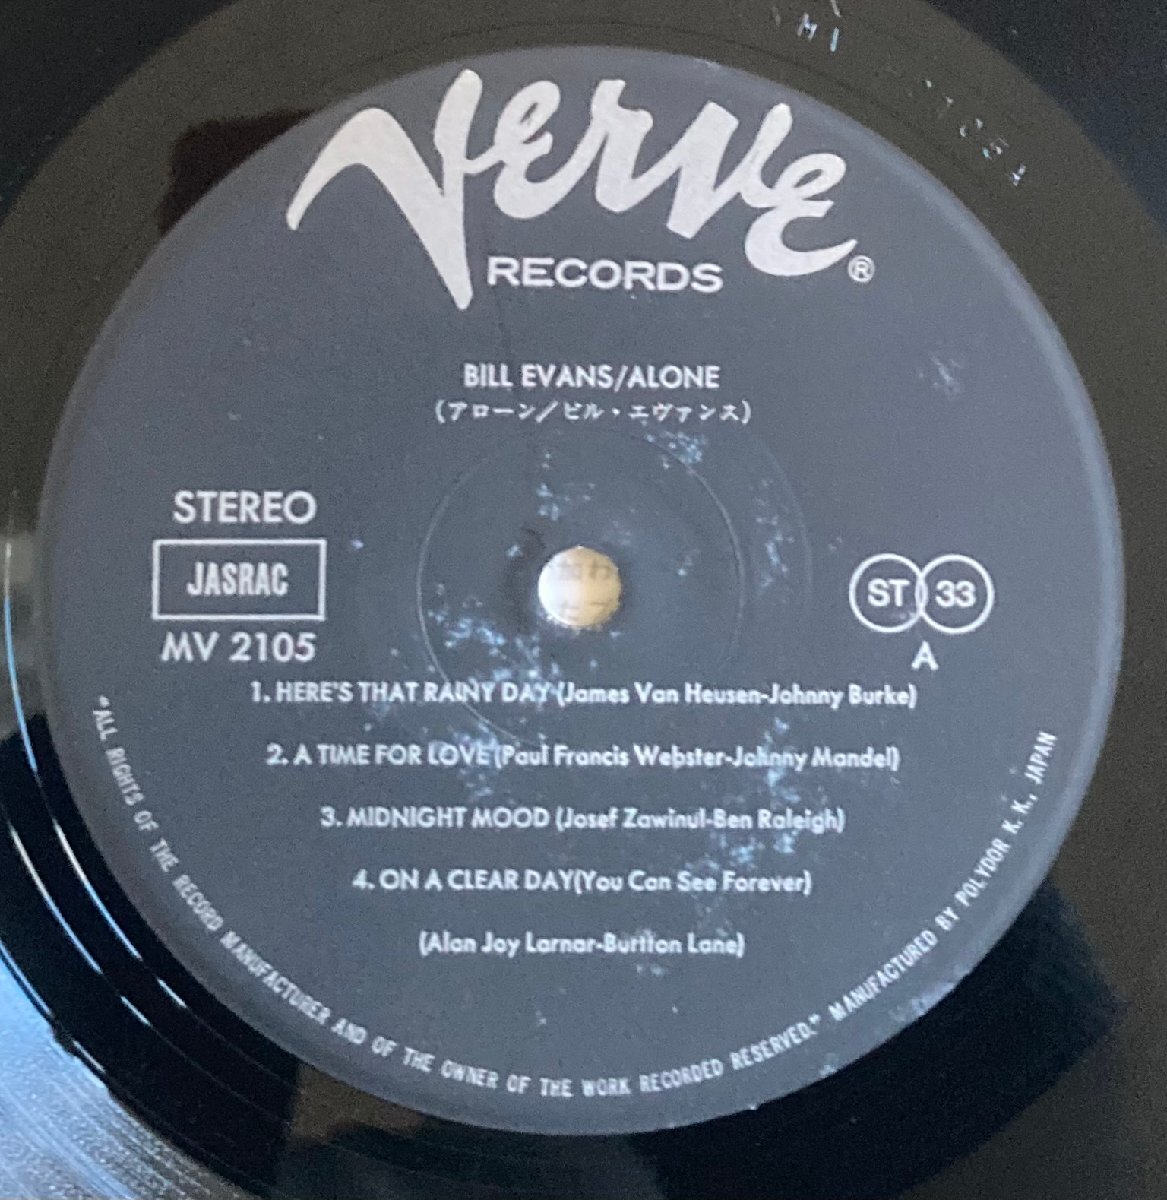 VERVE®
RECORDS
BILL EVANS/ALONE
(アローン/ビル・エヴァンス)
STEREO
JASRAC
MV 2105
ST 33
A
1. HERE'S THAT RAINY DAY (James Van Heusen-Johnny Burke)
2. A TIME FOR LOVE (Paul Francis Webster-Johnny Mandel)
3. MIDNIGHT MOOD (Josef Zawinul-Ben Raleigh)
4. ON A CLEAR DAY(You Can See Forever)
(Alan Jay Larnar-Burtton Lane)
"ALL RIGHTS OF THE RECORD MANUFACTURER AND OF THE OWNER OF THE WORK RECORDED RESERVED." MANUFACTURED BY POLYDOR K. K., JAPAN